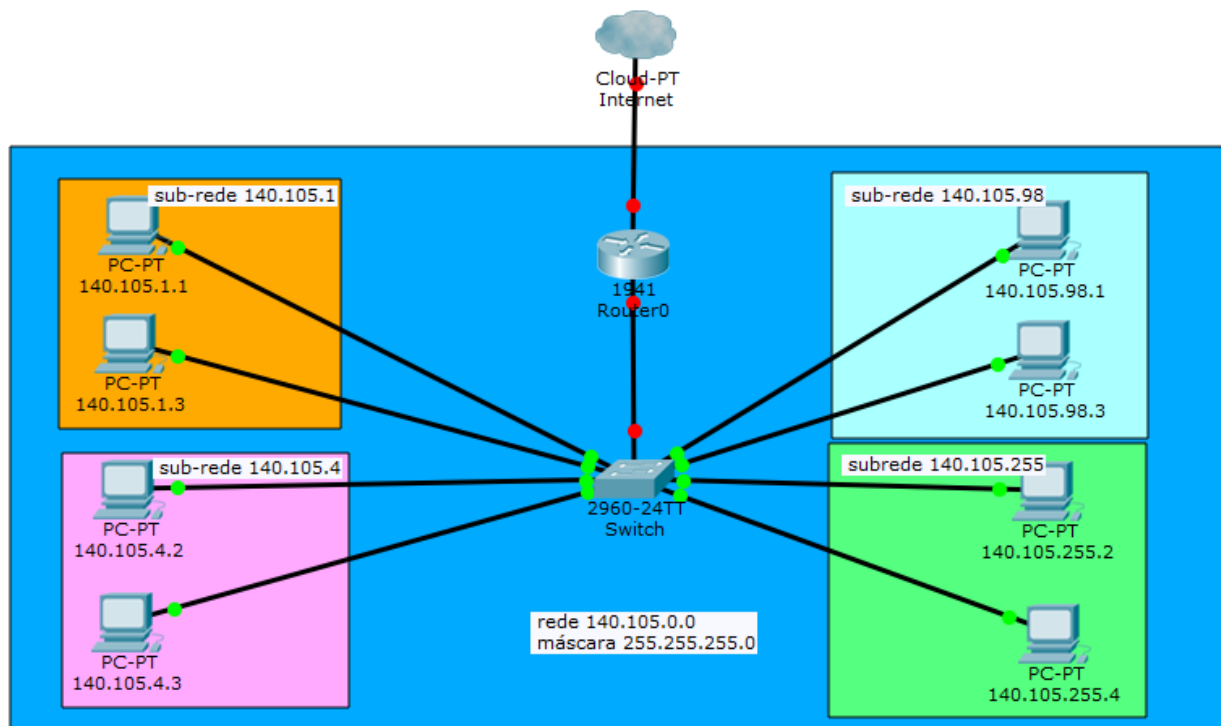 Cloud-PT
Internet
sub-rede 140.105.1
PC-PT
140.105.1.1
PC-PT
140.105.1.3
1941
Router0
sub-rede 140.105.98
PC-PT
140.105.98.1
PC-PT
140.105.98.3
sub-rede 140.105.4
PC-PT
140.105.4.2
PC-PT
140.105.4.3
2960-24TT
Switch
subrede 140.105.255
PC-PT
140.105.255.2
PC-PT
140.105.255.4
rede 140.105.0.0
máscara 255.255.255.0